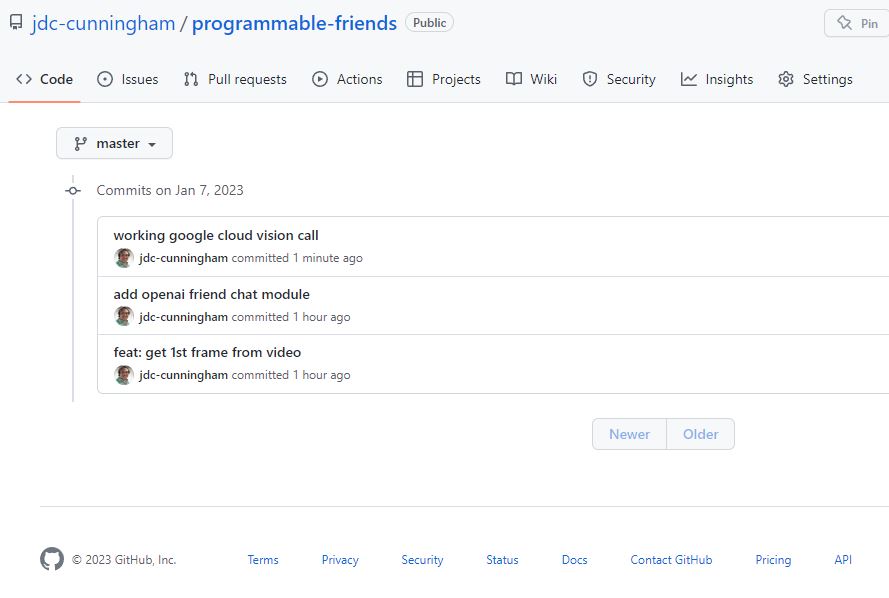 jdc-cunningham / programmable-friends Public Pin
Code Issues Pull requests Actions Projects Wiki Security Insights Settings
master
Commits on Jan 7, 2023
working google cloud vision call
jdc-cunningham committed 1 minute ago
add openai friend chat module
jdc-cunningham committed 1 hour ago
feat: get 1st frame from video
jdc-cunningham committed 1 hour ago
Newer Older
© 2023 GitHub, Inc. Terms Privacy Security Status Docs Contact GitHub Pricing API